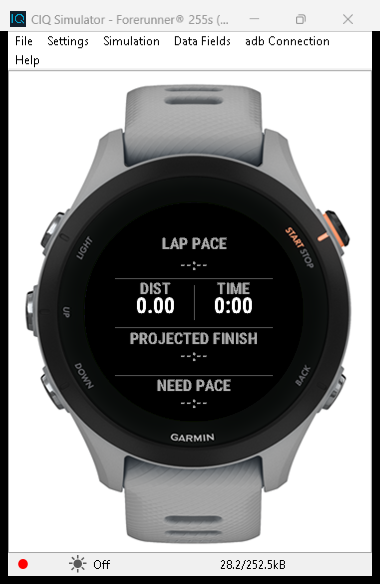 IQ CIQ Simulator - Forerunner® 255s (...
File Settings Simulation Data Fields adb Connection
Help
LAP PACE
--:--
LIGHT
START STOP
DIST TIME
0.00 0:00
UP
PROJECTED FINISH
--:--
DOWN
NEED PACE
BACK
--:--
GARMIN
Off 28.2/252.5kB